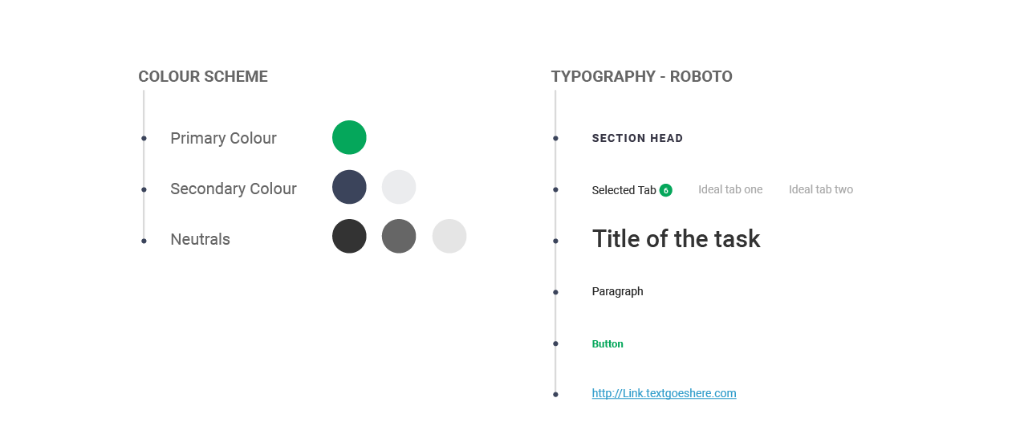 COLOUR SCHEME
Primary Colour
Secondary Colour
Neutrals
TYPOGRAPHY - ROBOTO
SECTION HEAD
Selected Tab 6 Ideal tab one Ideal tab two
Title of the task
Paragraph
Button
http://Link.textgoeshere.com